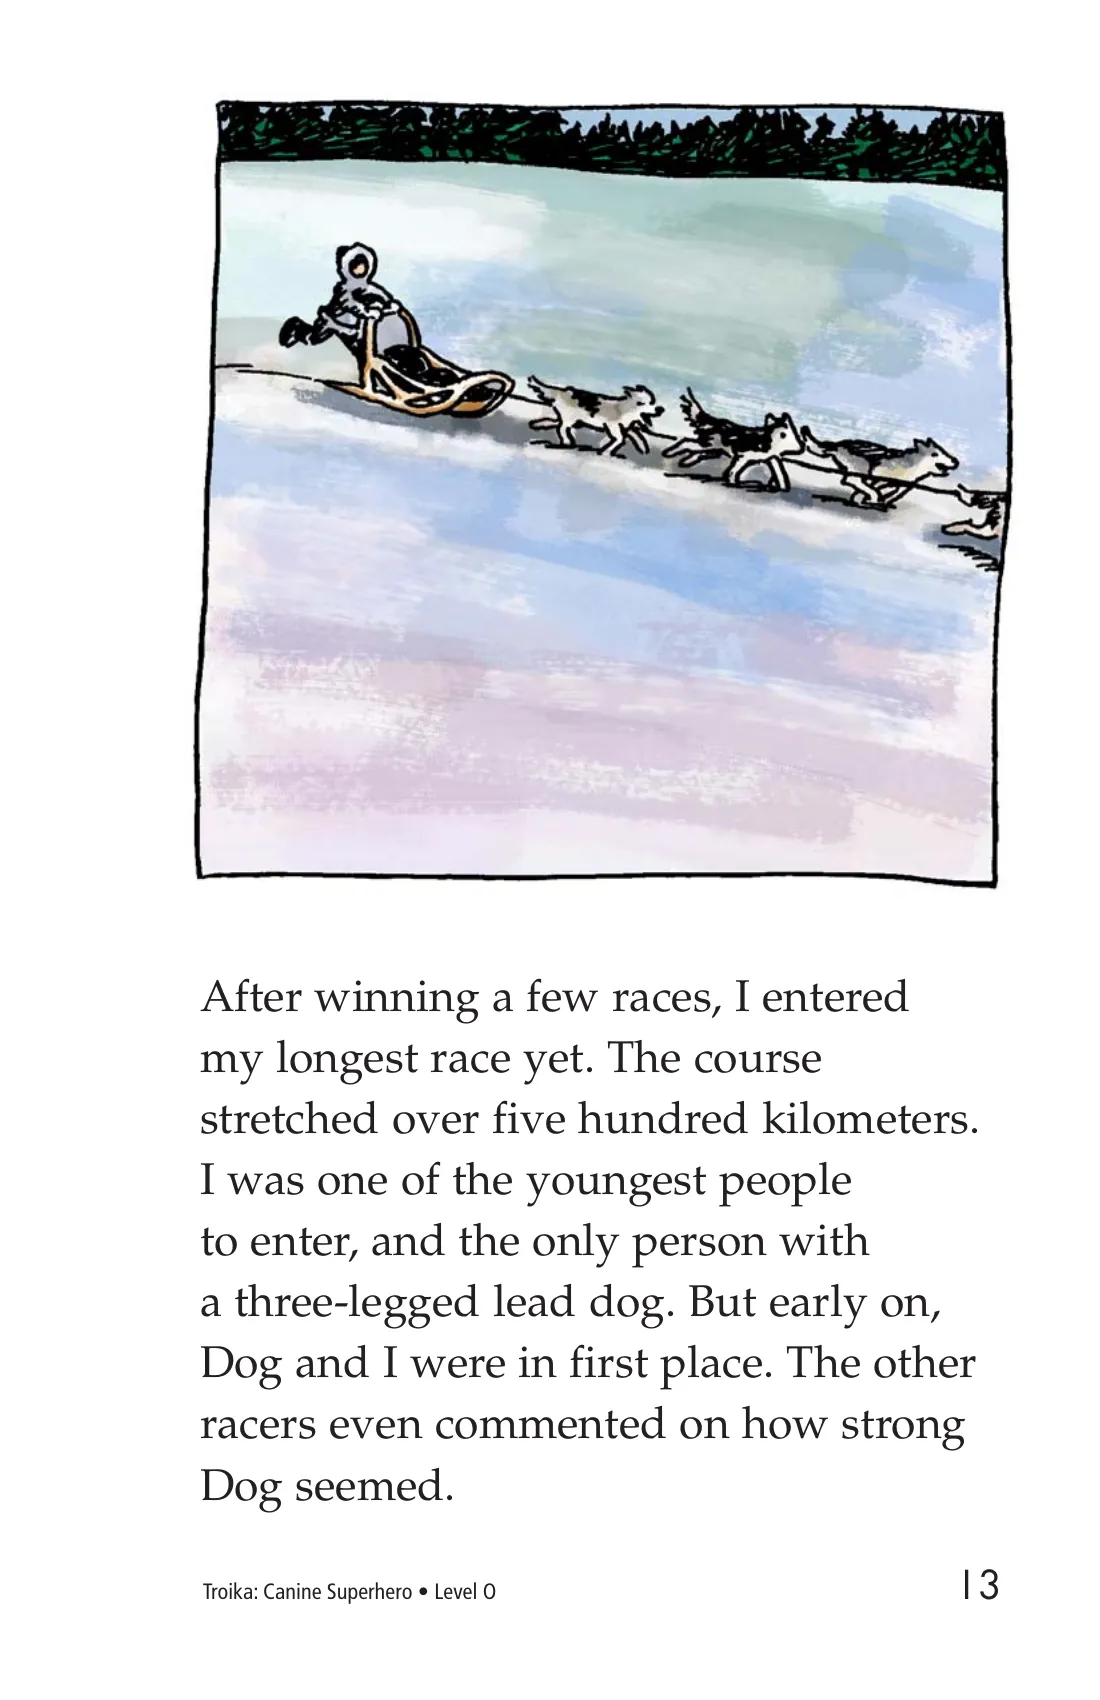 After winning a few races, I entered
my longest race yet. The course
stretched over five hundred kilometers.
I was one of the youngest people
to enter, and the only person with
a three-legged lead dog. But early on,
Dog and I were in first place. The other
racers even commented on how strong
Dog seemed.
Troika: Canine Superhero • Level O
13